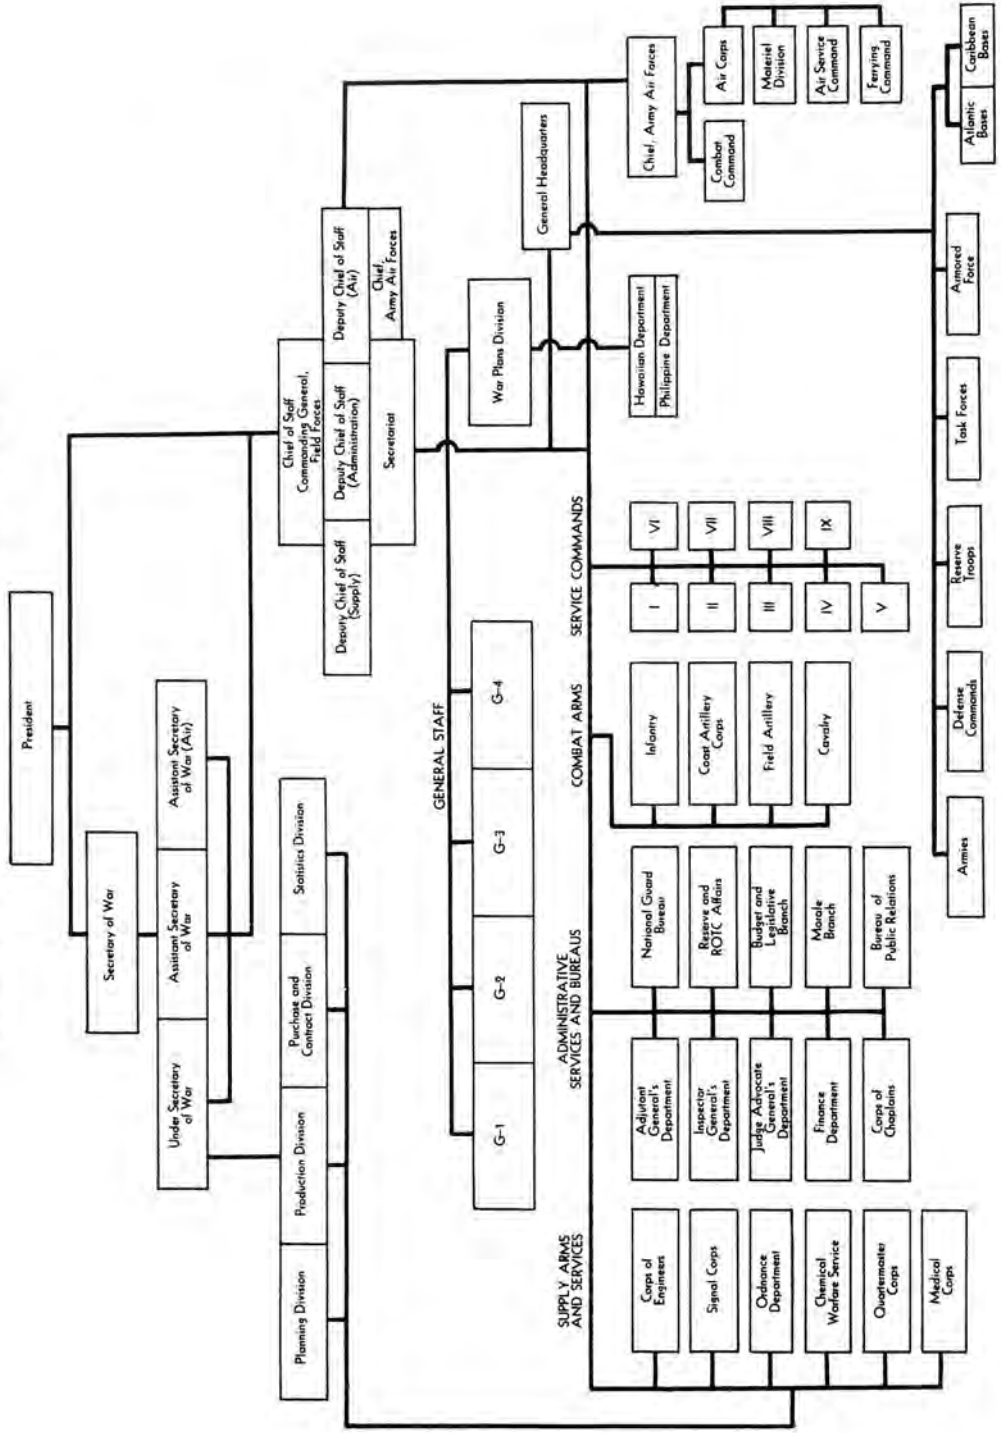 President
Secretary of War
Under Secretary
of War
Assistant Secretary
of War
Assistant Secretary
of War (Air)
Chief of Staff
Commanding General,
Field Forces
Deputy Chief of Staff
(Supply)
Deputy Chief of Staff
(Administration)
Deputy Chief of Staff
(Air)
Secretariat
Chief,
Army Air Forces
Planning Division
Production Division
Purchase and
Contract Division
Statistics Division
GENERAL STAFF
G-1
G-2
G-3
G-4
War Plans Division
General Headquarters
SUPPLY ARMS
AND SERVICES
Corps of
Engineers
Signal Corps
Ordnance
Department
Chemical
Warfare Service
Quartermaster
Corps
Medical
Corps
ADMINISTRATIVE
SERVICES AND BUREAUS
Adjutant
General's
Department
Inspector
General's
Department
Judge Advocate
General's
Department
Finance
Department
Corps of
Chaplains
National Guard
Bureau
Reserve and
ROTC Affairs
Budget and
Legislative
Branch
Morale
Branch
Bureau of
Public Relations
COMBAT ARMS
Infantry
Coast Artillery
Corps
Field Artillery
Cavalry
SERVICE COMMANDS
I
II
III
IV
V
VI
VII
VIII
IX
Hawaiian Department
Philippine Department
Chief, Army Air Forces
Combat
Command
Air Corps
Materiel
Division
Air Service
Command
Ferrying
Command
Armies
Defense
Commands
Reserve
Troops
Task Forces
Armored
Force
Atlantic
Bases
Caribbean
Bases